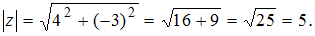 |z| = √(4² + (−3)²) = √(16 + 9) = √25 = 5.